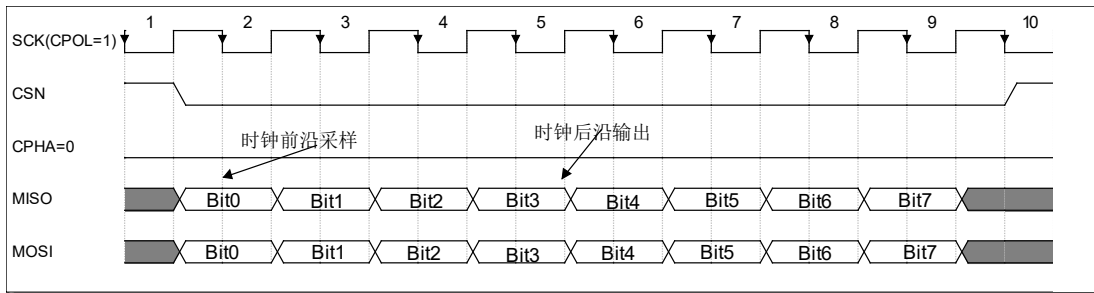 1 2 3 4 5 6 7 8 9 10
SCK(CPOL=1)
CSN
时钟前沿采样 时钟后沿输出
CPHA=0
MISO Bit0 Bit1 Bit2 Bit3 Bit4 Bit5 Bit6 Bit7
MOSI Bit0 Bit1 Bit2 Bit3 Bit4 Bit5 Bit6 Bit7